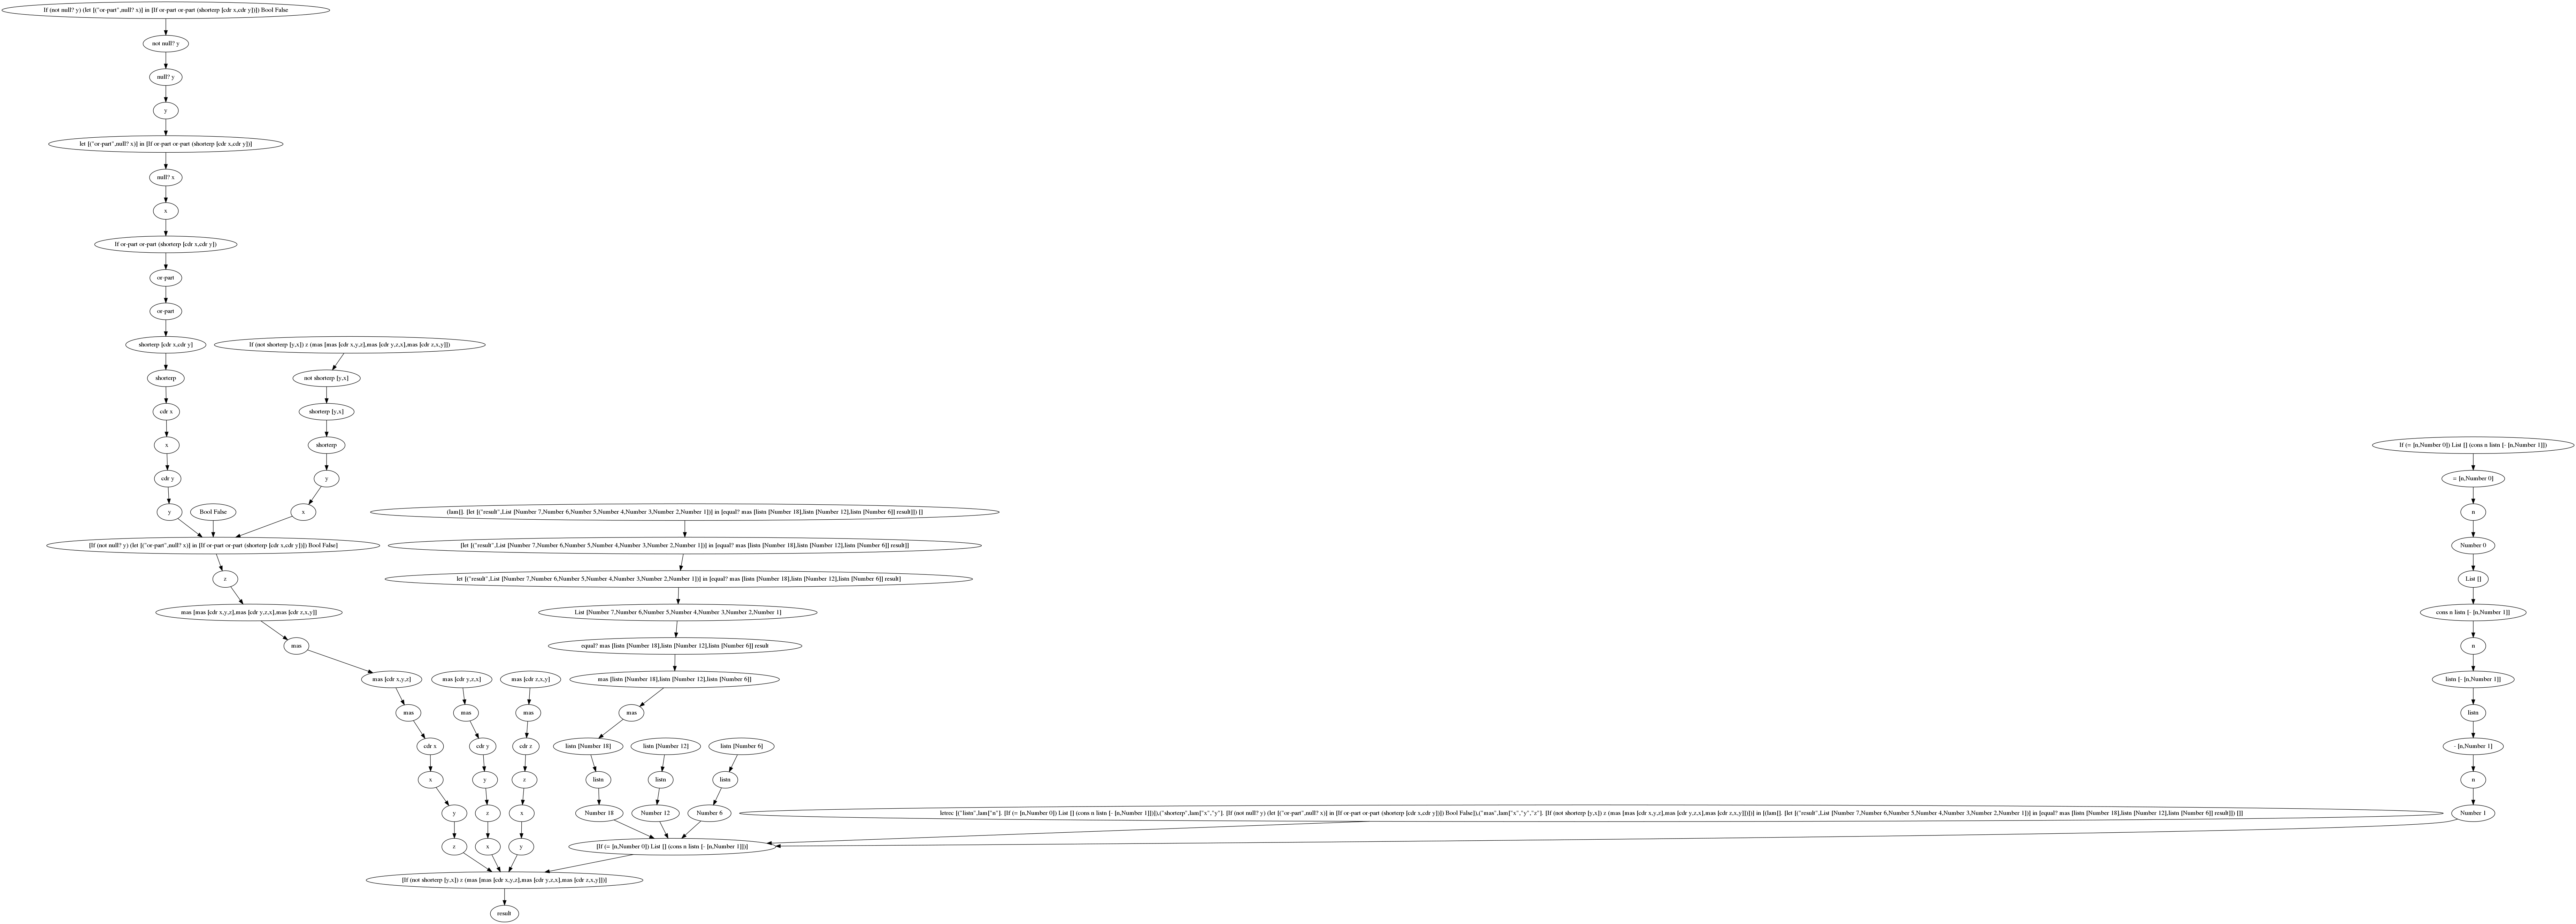 If (not null? y) (let [("or-part",null? x)] in [If or-part or-part (shorterp [cdr x,cdr y])]) Bool False
not null? y
null? y
y
let [("or-part",null? x)] in [If or-part or-part (shorterp [cdr x,cdr y])]
null? x
x
If or-part or-part (shorterp [cdr x,cdr y])
or-part
or-part
shorterp [cdr x,cdr y]
If (not shorterp [y,x]) z (mas [mas [cdr x,y,z],mas [cdr y,z,x],mas [cdr z,x,y]])
shorterp
not shorterp [y,x]
cdr x
shorterp [y,x]
x
shorterp
If (= [n,Number 0]) List [] (cons n listn [- [n,Number 1]])
cdr y
y
= [n,Number 0]
y
Bool False
x
(lam[]. [let [("result",List [Number 7,Number 6,Number 5,Number 4,Number 3,Number 2,Number 1])] in [equal? mas [listn [Number 18],listn [Number 12],listn [Number 6]] result]]) []
n
[If (not null? y) (let [("or-part",null? x)] in [If or-part or-part (shorterp [cdr x,cdr y])]) Bool False]
[let [("result",List [Number 7,Number 6,Number 5,Number 4,Number 3,Number 2,Number 1])] in [equal? mas [listn [Number 18],listn [Number 12],listn [Number 6]] result]]
Number 0
z
let [("result",List [Number 7,Number 6,Number 5,Number 4,Number 3,Number 2,Number 1])] in [equal? mas [listn [Number 18],listn [Number 12],listn [Number 6]] result]
List []
mas [mas [cdr x,y,z],mas [cdr y,z,x],mas [cdr z,x,y]]
List [Number 7,Number 6,Number 5,Number 4,Number 3,Number 2,Number 1]
cons n listn [- [n,Number 1]]
mas
equal? mas [listn [Number 18],listn [Number 12],listn [Number 6]] result
n
mas [cdr x,y,z]
mas [cdr y,z,x]
mas [cdr z,x,y]
mas [listn [Number 18],listn [Number 12],listn [Number 6]]
listn [- [n,Number 1]]
mas
mas
mas
mas
listn
cdr x
cdr y
cdr z
listn [Number 18]
listn [Number 12]
listn [Number 6]
- [n,Number 1]
x
y
z
listn
listn
listn
n
y
z
x
Number 18
Number 12
Number 6
letrec [("listn",lam["n"]. [If (= [n,Number 0]) List [] (cons n listn [- [n,Number 1]])]),("shorterp",lam["x","y"]. [If (not null? y) (let [("or-part",null? x)] in [If or-part or-part (shorterp [cdr x,cdr y])]) Bool False]),("mas",lam["x","y","z"]. [If (not shorterp [y,x]) z (mas [mas [cdr x,y,z],mas [cdr y,z,x],mas [cdr z,x,y]])])] in [(lam[]. [let [("result",List [Number 7,Number 6,Number 5,Number 4,Number 3,Number 2,Number 1])] in [equal? mas [listn [Number 18],listn [Number 12],listn [Number 6]] result]]) []]
Number 1
z
x
y
[If (= [n,Number 0]) List [] (cons n listn [- [n,Number 1]])]
[If (not shorterp [y,x]) z (mas [mas [cdr x,y,z],mas [cdr y,z,x],mas [cdr z,x,y]])]
result